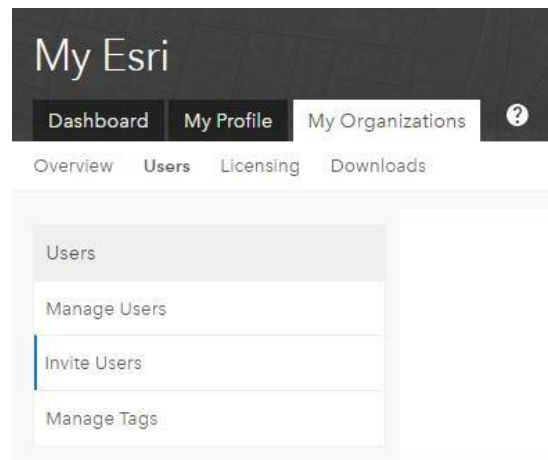 My Esri
Dashboard My Profile My Organizations ?
Overview Users Licensing Downloads
Users
Manage Users
Invite Users
Manage Tags